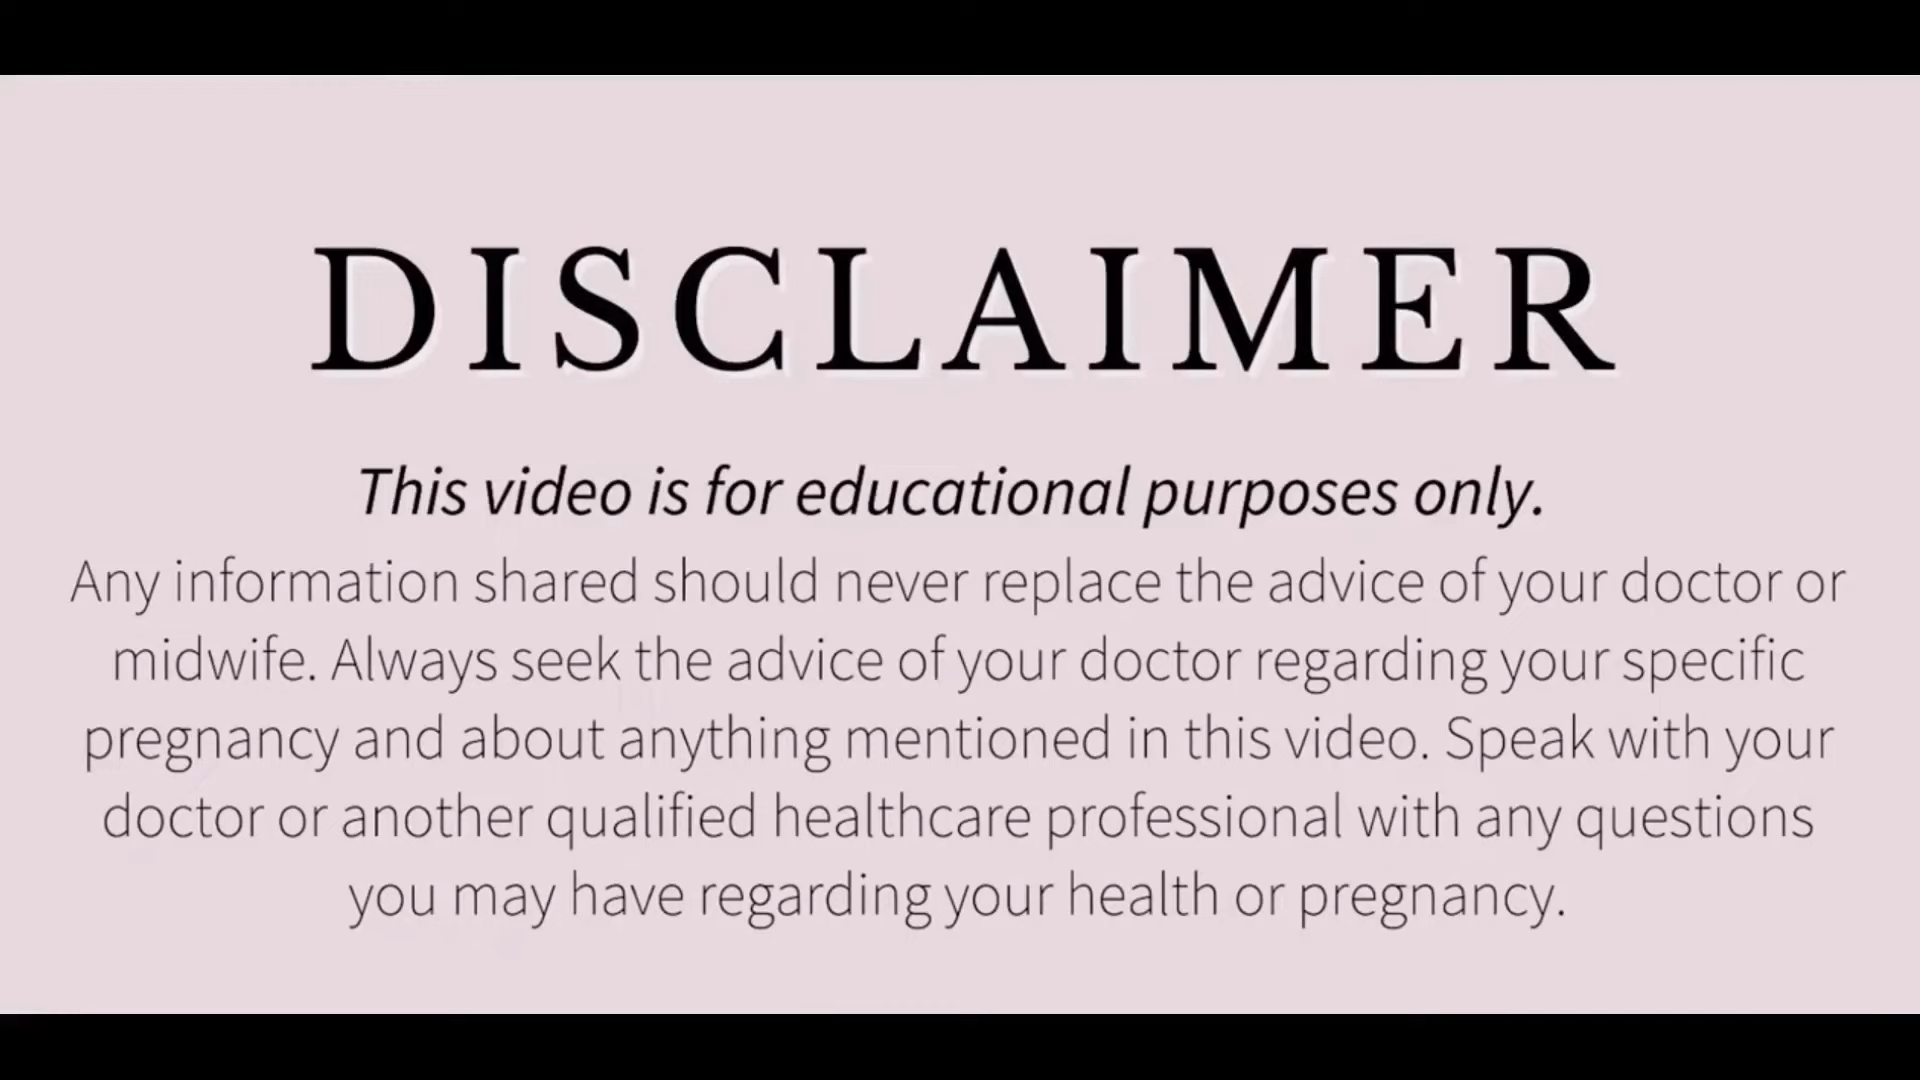 DISCLAIMER
This video is for educational purposes only.
Any information shared should never replace the advice of your doctor or
midwife. Always seek the advice of your doctor regarding your specific
pregnancy and about anything mentioned in this video. Speak with your
doctor or another qualified healthcare professional with any questions
you may have regarding your health or pregnancy.